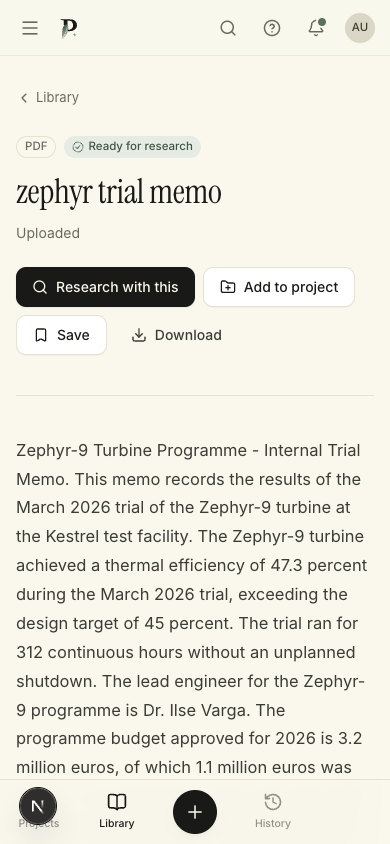 P
AU
Library
PDF
Ready for research
zephyr trial memo
Uploaded
Research with this
Add to project
Save
Download
Zephyr-9 Turbine Programme - Internal Trial
Memo. This memo records the results of the
March 2026 trial of the Zephyr-9 turbine at
the Kestrel test facility. The Zephyr-9 turbine
achieved a thermal efficiency of 47.3 percent
during the March 2026 trial, exceeding the
design target of 45 percent. The trial ran for
312 continuous hours without an unplanned
shutdown. The lead engineer for the Zephyr-
9 programme is Dr. Ilse Varga. The
programme budget approved for 2026 is 3.2
million euros, of which 1.1 million euros was
N
Projects
Library
History